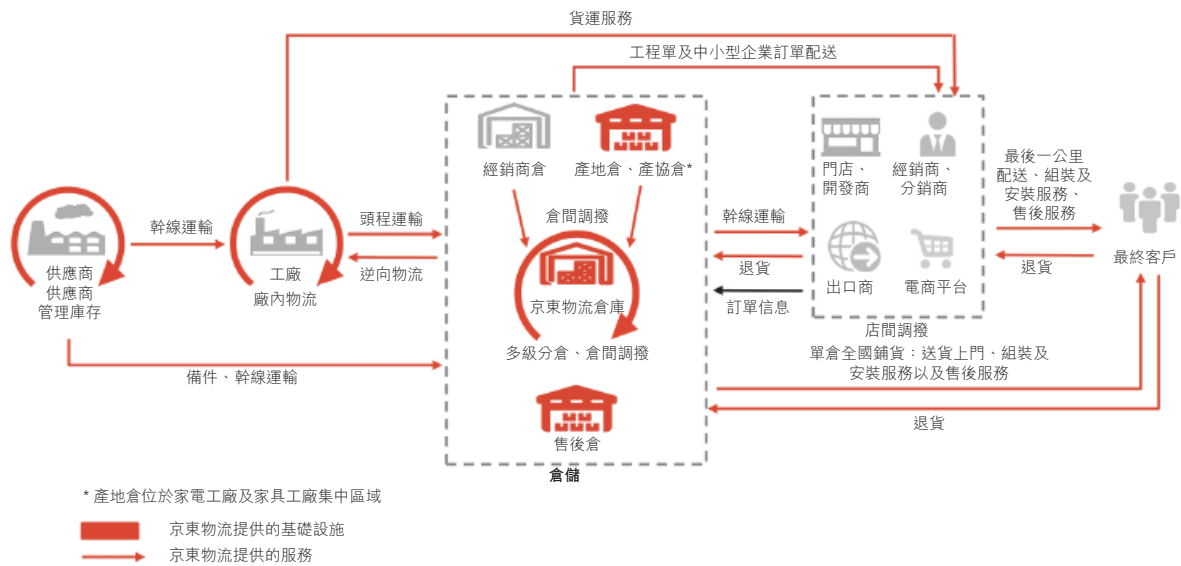 貨運服務
工程單及中小型企業訂單配送
經銷商倉
產地倉、產協倉*
倉間調撥
京東物流倉庫
多級分倉、倉間調撥
售後倉
倉儲
供應商
供應商
管理庫存
幹線運輸
工廠
廠內物流
頭程運輸
逆向物流
備件、幹線運輸
幹線運輸
退貨
訂單信息
門店、
開發商
經銷商、
分銷商
出口商
電商平台
店間調撥
最後一公里
配送、組裝及
安裝服務、
售後服務
退貨
最終客戶
單倉全國鋪貨：送貨上門、組裝及
安裝服務以及售後服務
退貨
* 產地倉位於家電工廠及家具工廠集中區域
京東物流提供的基礎設施
京東物流提供的服務